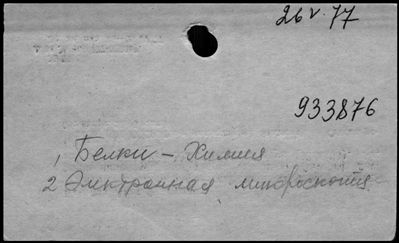 26 V. 77
933876
1, Белки – Химия
2 Электронная микроскопия